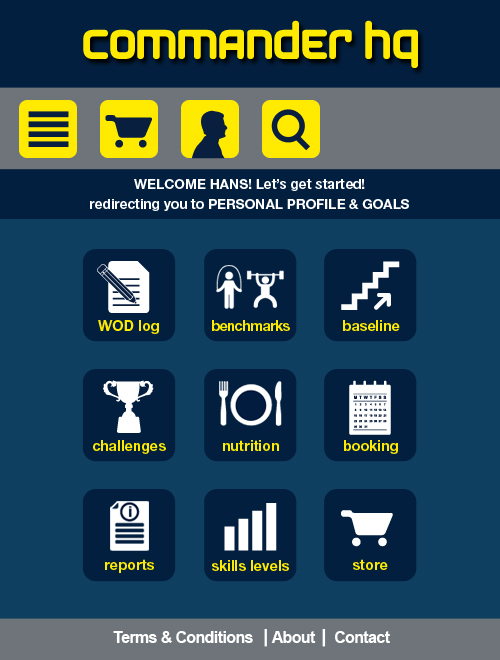 commander hq
WELCOME HANS! Let's get started!
redirecting you to PERSONAL PROFILE & GOALS
WOD log
benchmarks
baseline
challenges
nutrition
M T W T F S S
booking
reports
skills levels
store
Terms & Conditions | About | Contact